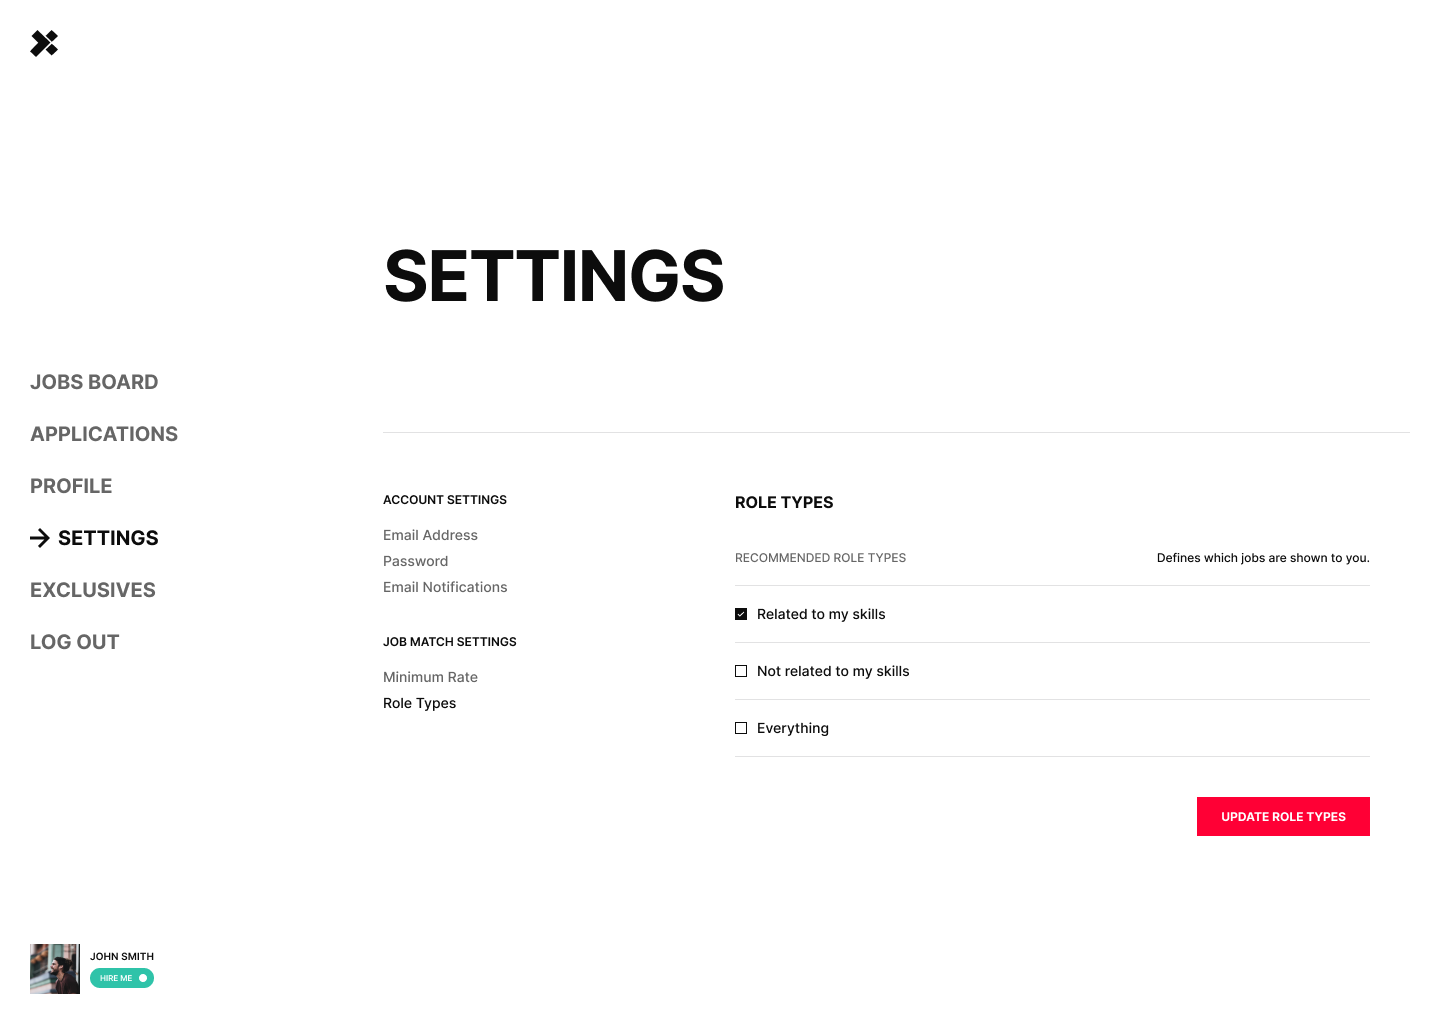 SETTINGS
JOBS BOARD
APPLICATIONS
PROFILE
SETTINGS
EXCLUSIVES
LOG OUT
ACCOUNT SETTINGS
Email Address
Password
Email Notifications
JOB MATCH SETTINGS
Minimum Rate
Role Types
ROLE TYPES
RECOMMENDED ROLE TYPES
Defines which jobs are shown to you.
Related to my skills
Not related to my skills
Everything
UPDATE ROLE TYPES
JOHN SMITH
HIRE ME